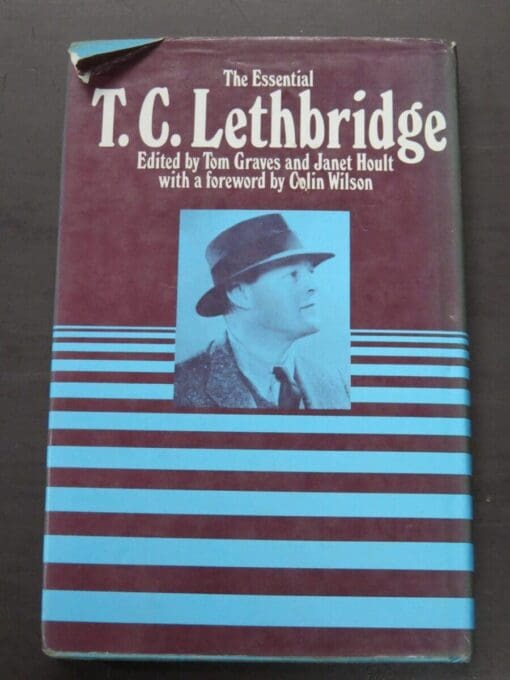 The Essential
T. C. Lethbridge
Edited by Tom Graves and Janet Hoult
with a foreword by Colin Wilson